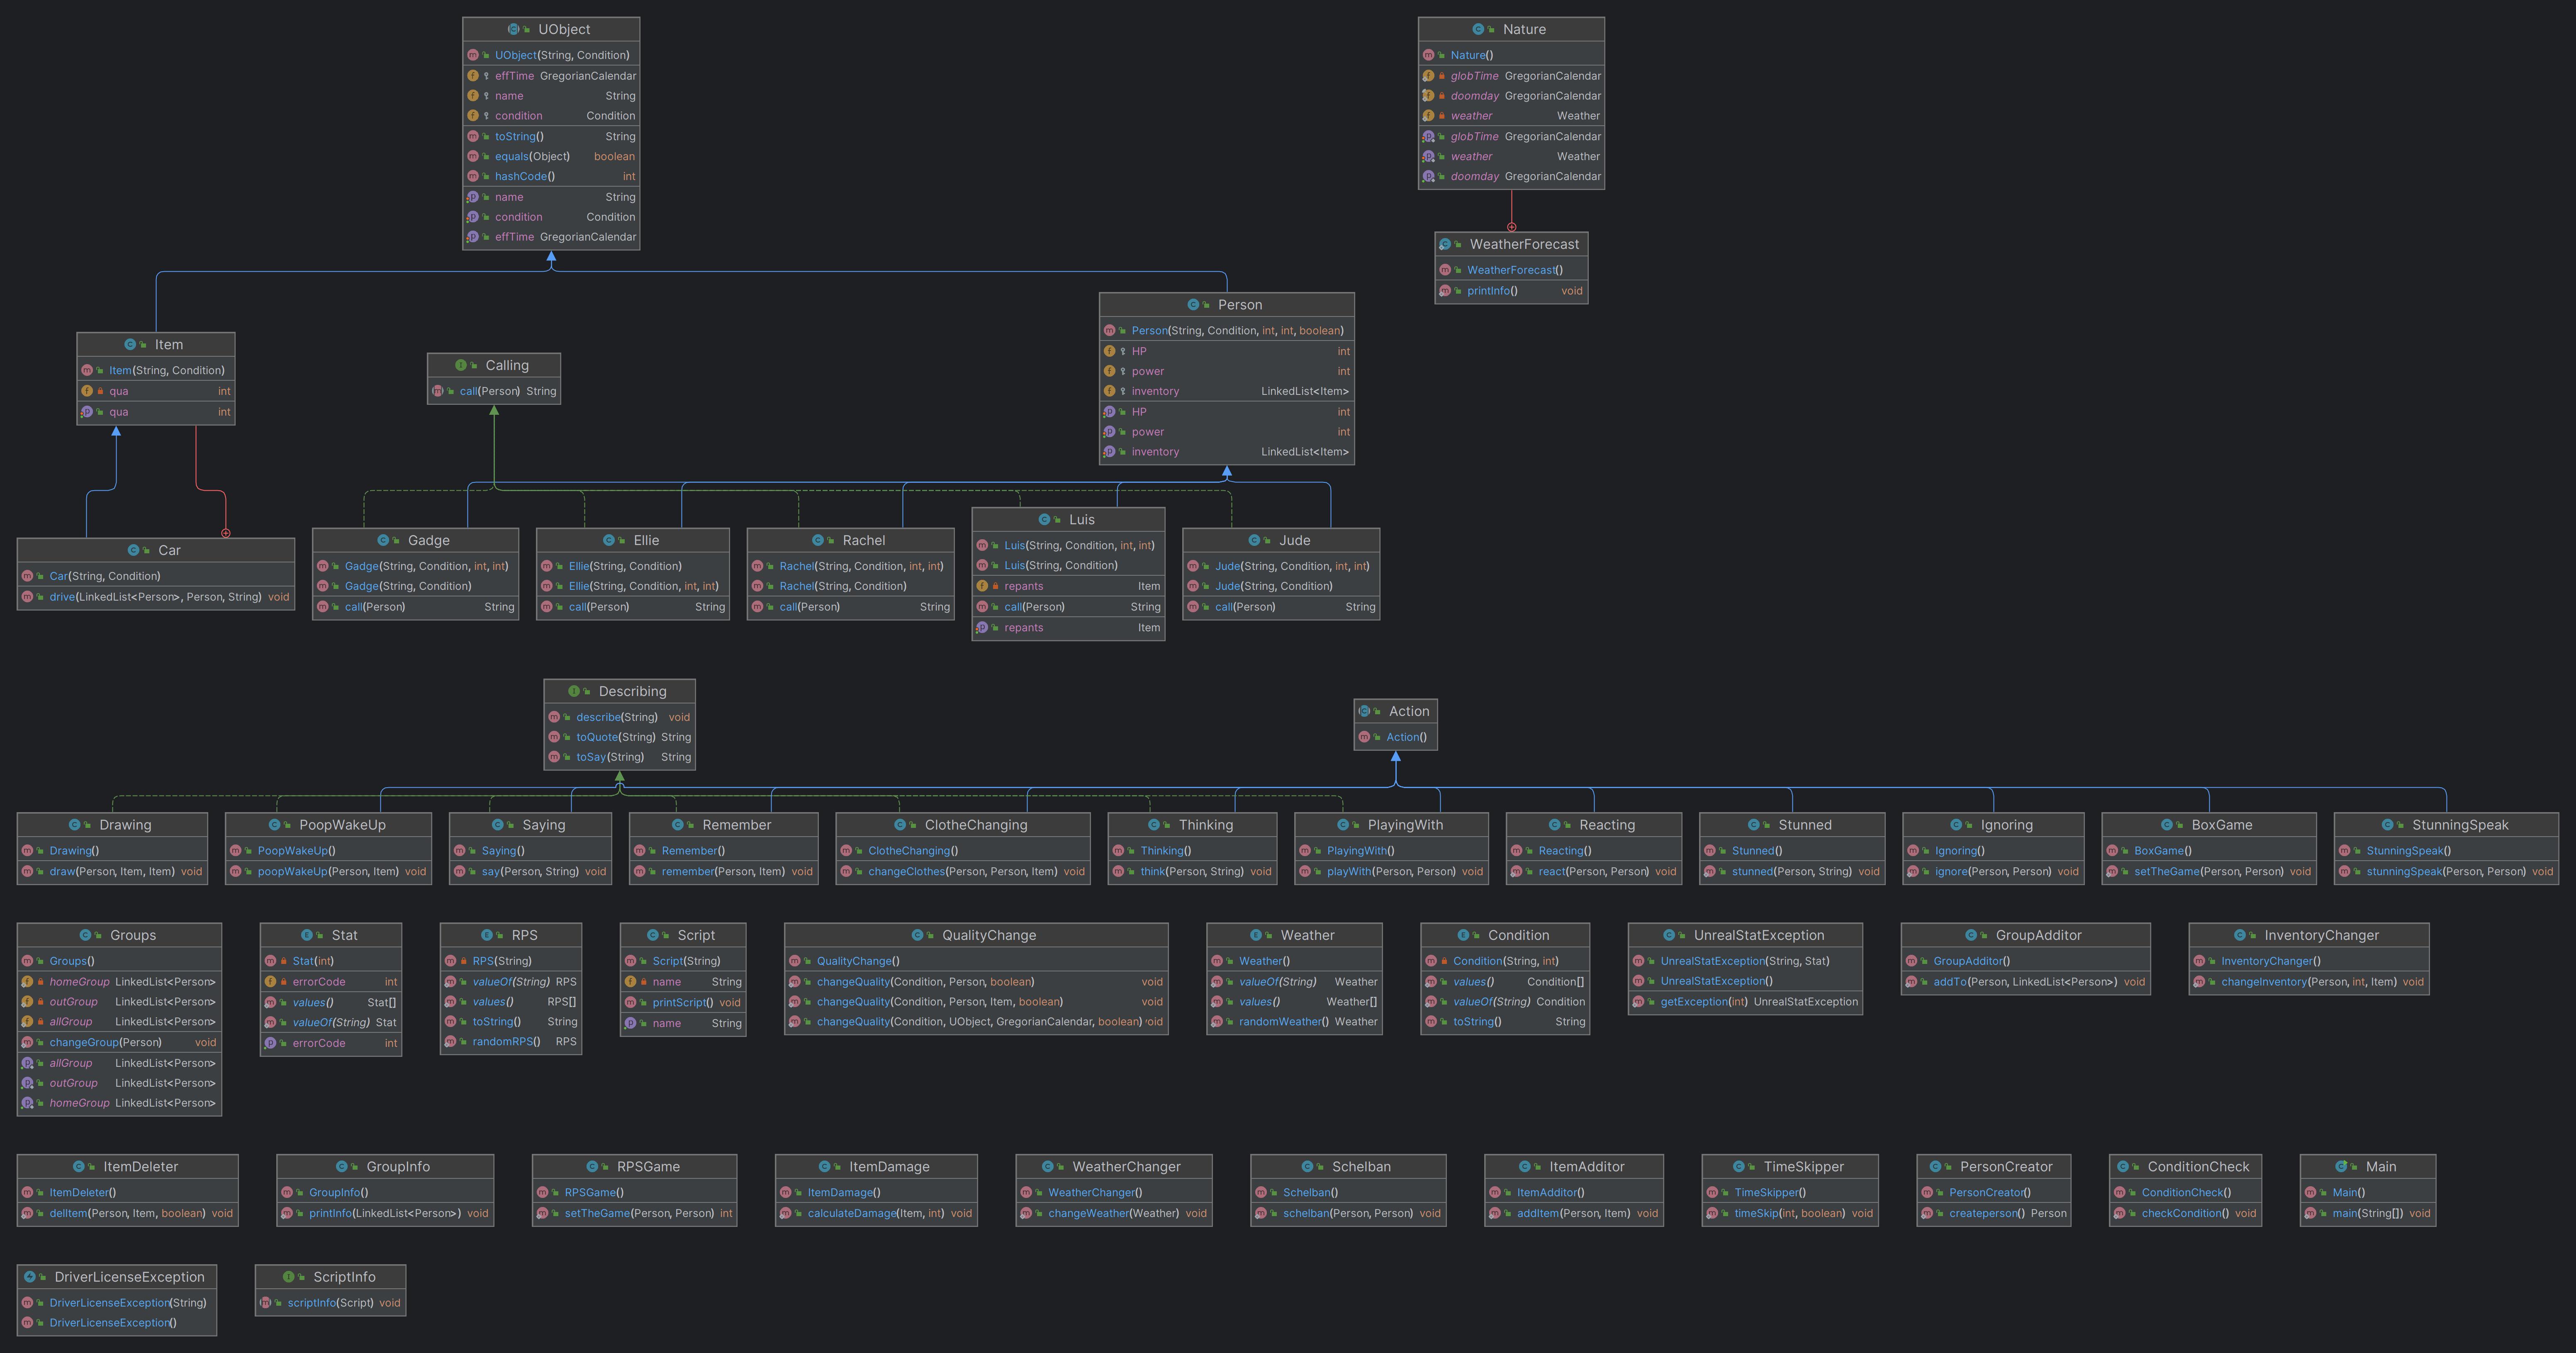 UObject
UObject(String, Condition)
effTime GregorianCalendar
name String
condition Condition
toString() String
equals(Object) boolean
hashCode() int
name String
condition Condition
effTime GregorianCalendar
Nature
Nature()
globTime GregorianCalendar
doomday GregorianCalendar
weather Weather
globTime GregorianCalendar
weather Weather
doomday GregorianCalendar
WeatherForecast
WeatherForecast()
printInfo() void
Item
Item(String, Condition)
qua int
qua int
Calling
call(Person) String
Person
Person(String, Condition, int, int, boolean)
HP int
power int
inventory LinkedList<Item>
HP int
power int
inventory LinkedList<Item>
Car
Car(String, Condition)
drive(LinkedList<Person>, Person, String) void
Gadge
Gadge(String, Condition, int, int)
Gadge(String, Condition)
call(Person) String
Ellie
Ellie(String, Condition)
Ellie(String, Condition, int, int)
call(Person) String
Rachel
Rachel(String, Condition, int, int)
Rachel(String, Condition)
call(Person) String
Luis
Luis(String, Condition, int, int)
Luis(String, Condition)
repants Item
call(Person) String
repants Item
Jude
Jude(String, Condition, int, int)
Jude(String, Condition)
call(Person) String
Describing
describe(String) void
toQuote(String) String
toSay(String) String
Action
Action()
Drawing
Drawing()
draw(Person, Item, Item) void
PoopWakeUp
PoopWakeUp()
poopWakeUp(Person, Item) void
Saying
Saying()
say(Person, String) void
Remember
Remember()
remember(Person, Item) void
ClotheChanging
ClotheChanging()
changeClothes(Person, Person, Item) void
Thinking
Thinking()
think(Person, String) void
PlayingWith
PlayingWith()
playWith(Person, Person) void
Reacting
Reacting()
react(Person, Person) void
Stunned
Stunned()
stunned(Person, String) void
Ignoring
Ignoring()
ignore(Person, Person) void
BoxGame
BoxGame()
setTheGame(Person, Person) void
StunningSpeak
StunningSpeak()
stunningSpeak(Person, Person) void
Groups
Groups()
homeGroup LinkedList<Person>
outGroup LinkedList<Person>
allGroup LinkedList<Person>
changeGroup(Person) void
allGroup LinkedList<Person>
outGroup LinkedList<Person>
homeGroup LinkedList<Person>
Stat
Stat(int)
errorCode int
values() Stat[]
valueOf(String) Stat
errorCode int
RPS
RPS(String)
valueOf(String) RPS
values() RPS[]
toString() String
randomRPS() RPS
Script
Script(String)
name String
printScript() void
name String
QualityChange
QualityChange()
changeQuality(Condition, Person, boolean) void
changeQuality(Condition, Person, Item, boolean) void
changeQuality(Condition, UObject, GregorianCalendar, boolean) void
Weather
Weather()
valueOf(String) Weather
values() Weather[]
randomWeather() Weather
Condition
Condition(String, int)
values() Condition[]
valueOf(String) Condition
toString() String
UnrealStatException
UnrealStatException(String, Stat)
UnrealStatException()
getException(int) UnrealStatException
GroupAdditor
GroupAdditor()
addTo(Person, LinkedList<Person>) void
InventoryChanger
InventoryChanger()
changeInventory(Person, int, Item) void
ItemDeleter
ItemDeleter()
delItem(Person, Item, boolean) void
GroupInfo
GroupInfo()
printInfo(LinkedList<Person>) void
RPSGame
RPSGame()
setTheGame(Person, Person) int
ItemDamage
ItemDamage()
calculateDamage(Item, int) void
WeatherChanger
WeatherChanger()
changeWeather(Weather) void
Schelban
Schelban()
schelban(Person, Person) void
ItemAdditor
ItemAdditor()
addItem(Person, Item) void
TimeSkipper
TimeSkipper()
timeSkip(int, boolean) void
PersonCreator
PersonCreator()
createperson() Person
ConditionCheck
ConditionCheck()
checkCondition() void
Main
Main()
main(String[]) void
DriverLicenseException
DriverLicenseException(String)
DriverLicenseException()
ScriptInfo
scriptInfo(Script) void